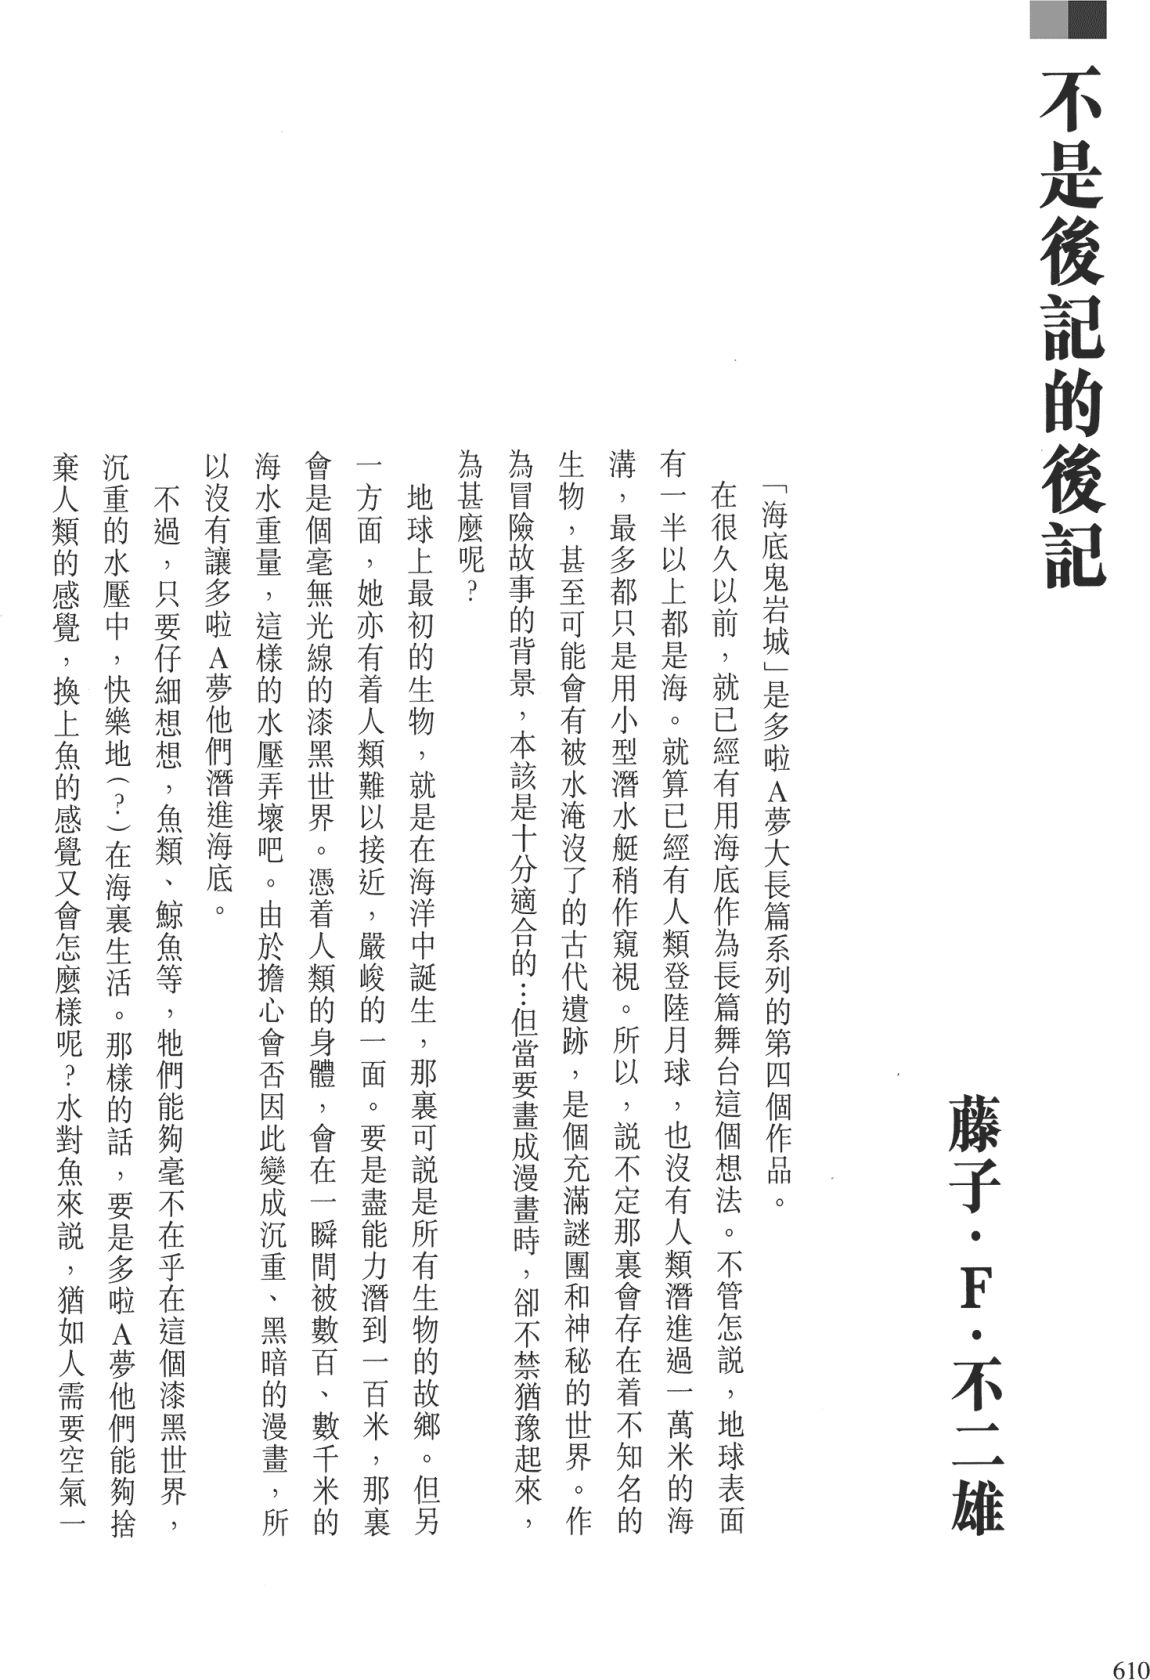 不是後記的後記
藤子・F・不二雄
「海底鬼岩城」是多啦A夢大長篇系列的第四個作品。
在很久以前，就已經有用海底作為長篇舞台這個想法。不管怎説，地球表面
有一半以上都是海。就算已經有人類登陸月球，也沒有人類潛進過一萬米的海
溝，最多都只是用小型潛水艇稍作窺視。所以，説不定那裏會存在着不知名的
生物，甚至可能會有被水淹沒了的古代遺跡，是個充滿謎團和神秘的世界。作
為冒險故事的背景，本該是十分適合的…但當要畫成漫畫時，卻不禁猶豫起來，
為甚麼呢？
地球上最初的生物，就是在海洋中誕生，那裏可説是所有生物的故鄉。但另
一方面，她亦有着人類難以接近，嚴峻的一面。要是盡能力潛到一百米，那裏
會是個毫無光線的漆黑世界。憑着人類的身體，會在一瞬間被數百、數千米的
海水重量，這樣的水壓弄壞吧。由於擔心會否因此變成沉重、黑暗的漫畫，所
以沒有讓多啦A夢他們潛進海底。
不過，只要仔細想想，魚類、鯨魚等，牠們能夠毫不在乎在這個漆黑世界，
沉重的水壓中，快樂地（？）在海裏生活。那樣的話，要是多啦A夢他們能夠捨
棄人類的感覺，換上魚的感覺又會怎麼樣呢？水對魚來説，猶如人需要空氣一
610